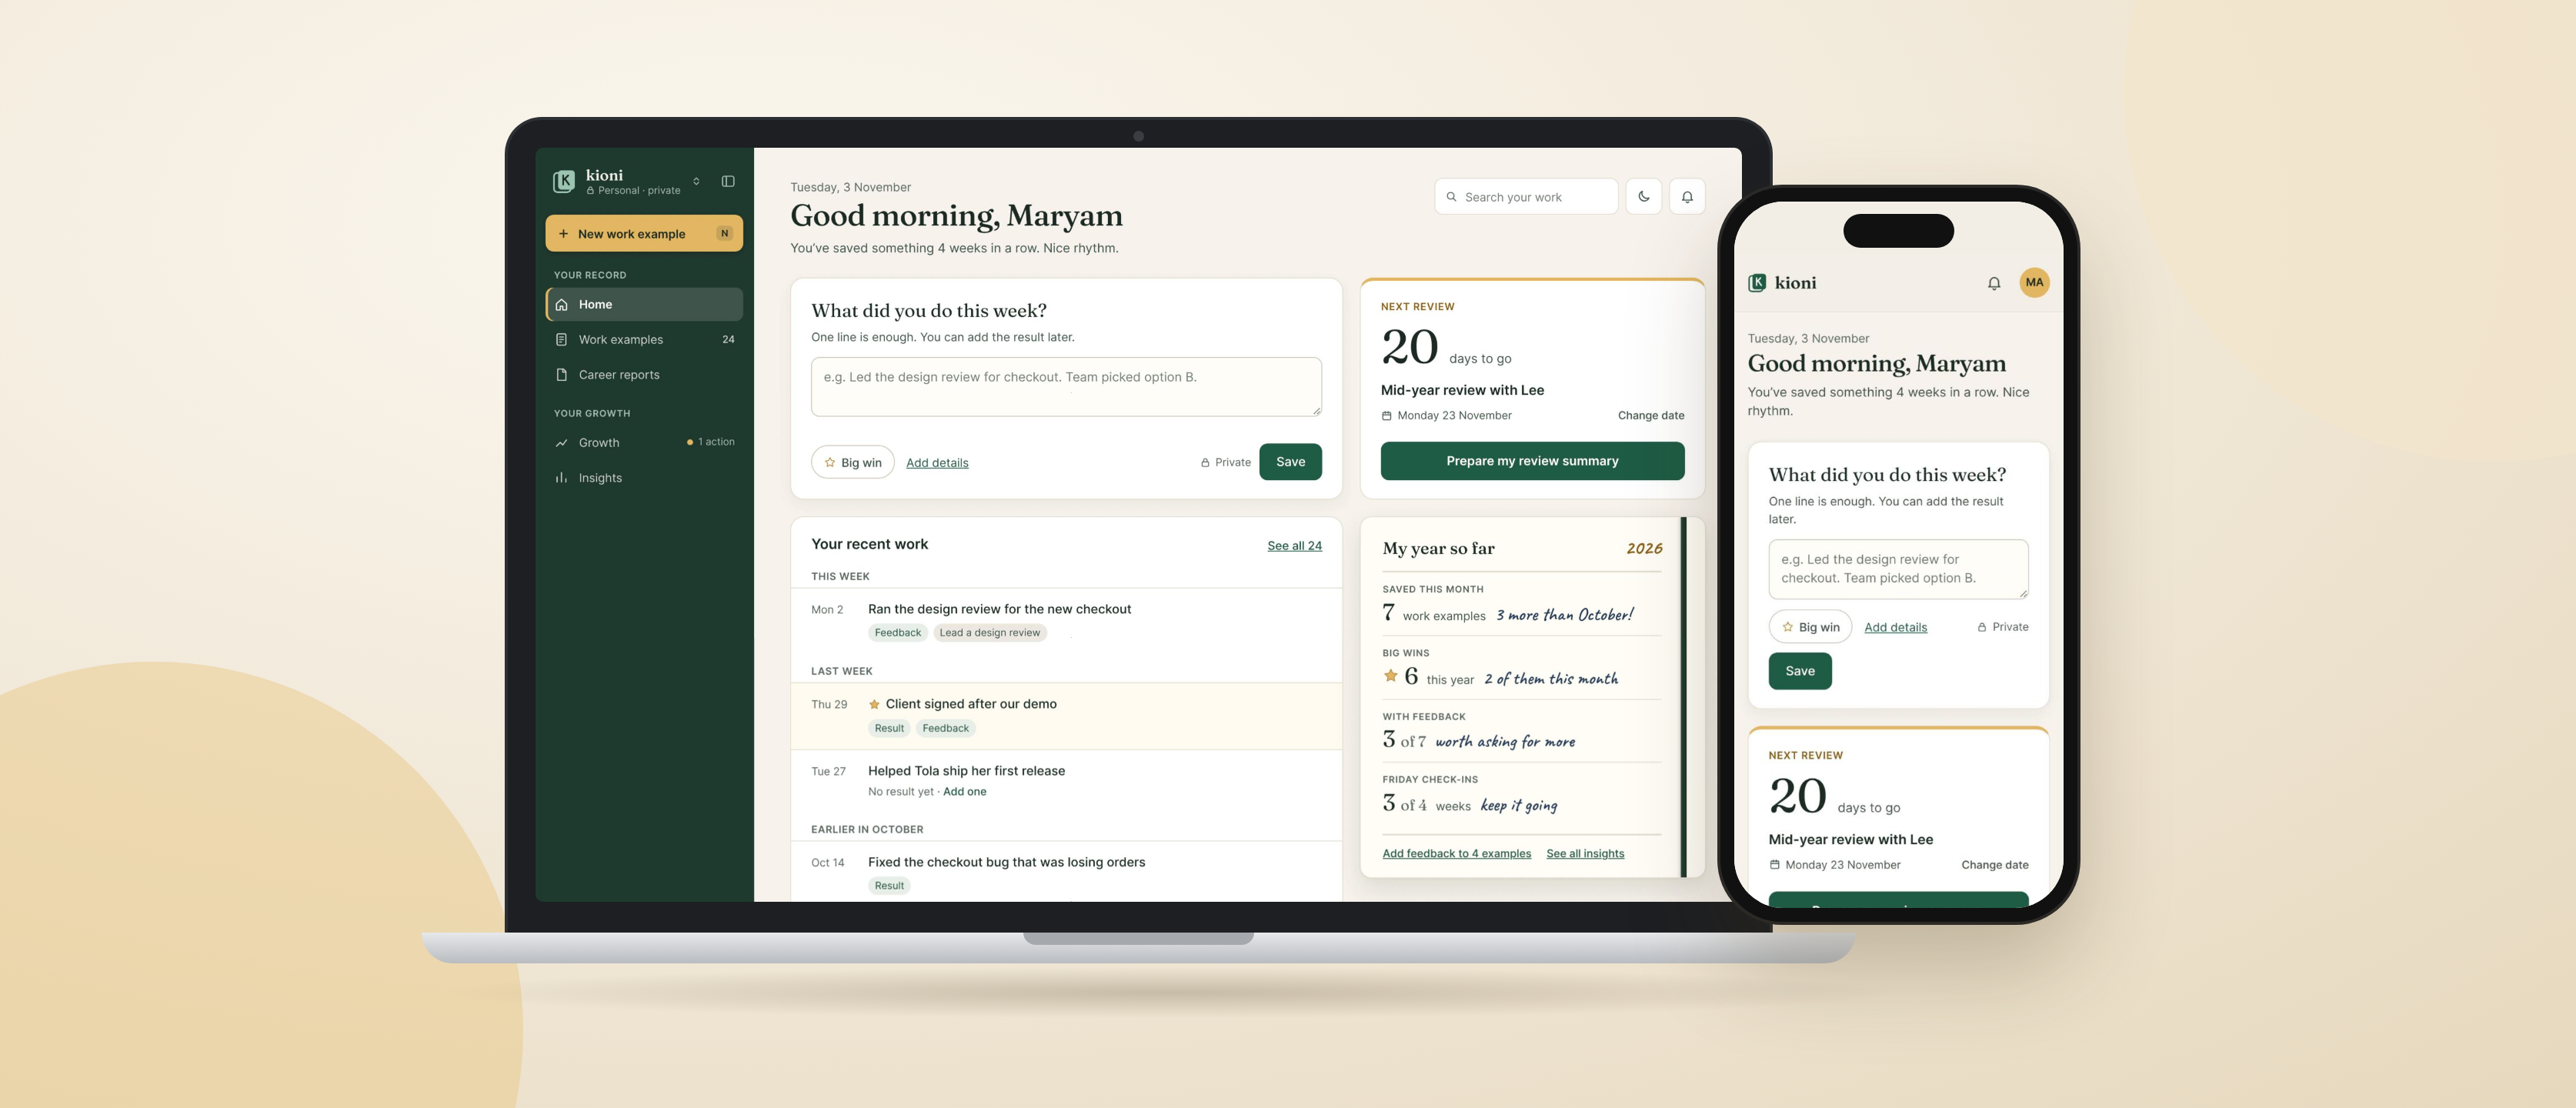 kioni
Personal · private
New work example N
YOUR RECORD
Home
Work examples 24
Career reports
YOUR GROWTH
Growth 1 action
Insights
Tuesday, 3 November
Good morning, Maryam
You've saved something 4 weeks in a row. Nice rhythm.
Search your work
What did you do this week?
One line is enough. You can add the result later.
e.g. Led the design review for checkout. Team picked option B.
Big win Add details Private Save
NEXT REVIEW
20 days to go
Mid-year review with Lee
Monday 23 November Change date
Prepare my review summary
Your recent work See all 24
THIS WEEK
Mon 2 Ran the design review for the new checkout
Feedback Lead a design review
LAST WEEK
Thu 29 Client signed after our demo
Result Feedback
Tue 27 Helped Tola ship her first release
No result yet · Add one
EARLIER IN OCTOBER
Oct 14 Fixed the checkout bug that was losing orders
Result
My year so far 2026
SAVED THIS MONTH
7 work examples 3 more than October!
BIG WINS
6 this year 2 of them this month
WITH FEEDBACK
3 of 7 worth asking for more
FRIDAY CHECK-INS
3 of 4 weeks keep it going
Add feedback to 4 examples See all insights
kioni MA
Tuesday, 3 November
Good morning, Maryam
You've saved something 4 weeks in a row. Nice
rhythm.
What did you do this week?
One line is enough. You can add the result
later.
e.g. Led the design review for
checkout. Team picked option B.
Big win Add details Private
Save
NEXT REVIEW
20 days to go
Mid-year review with Lee
Monday 23 November Change date